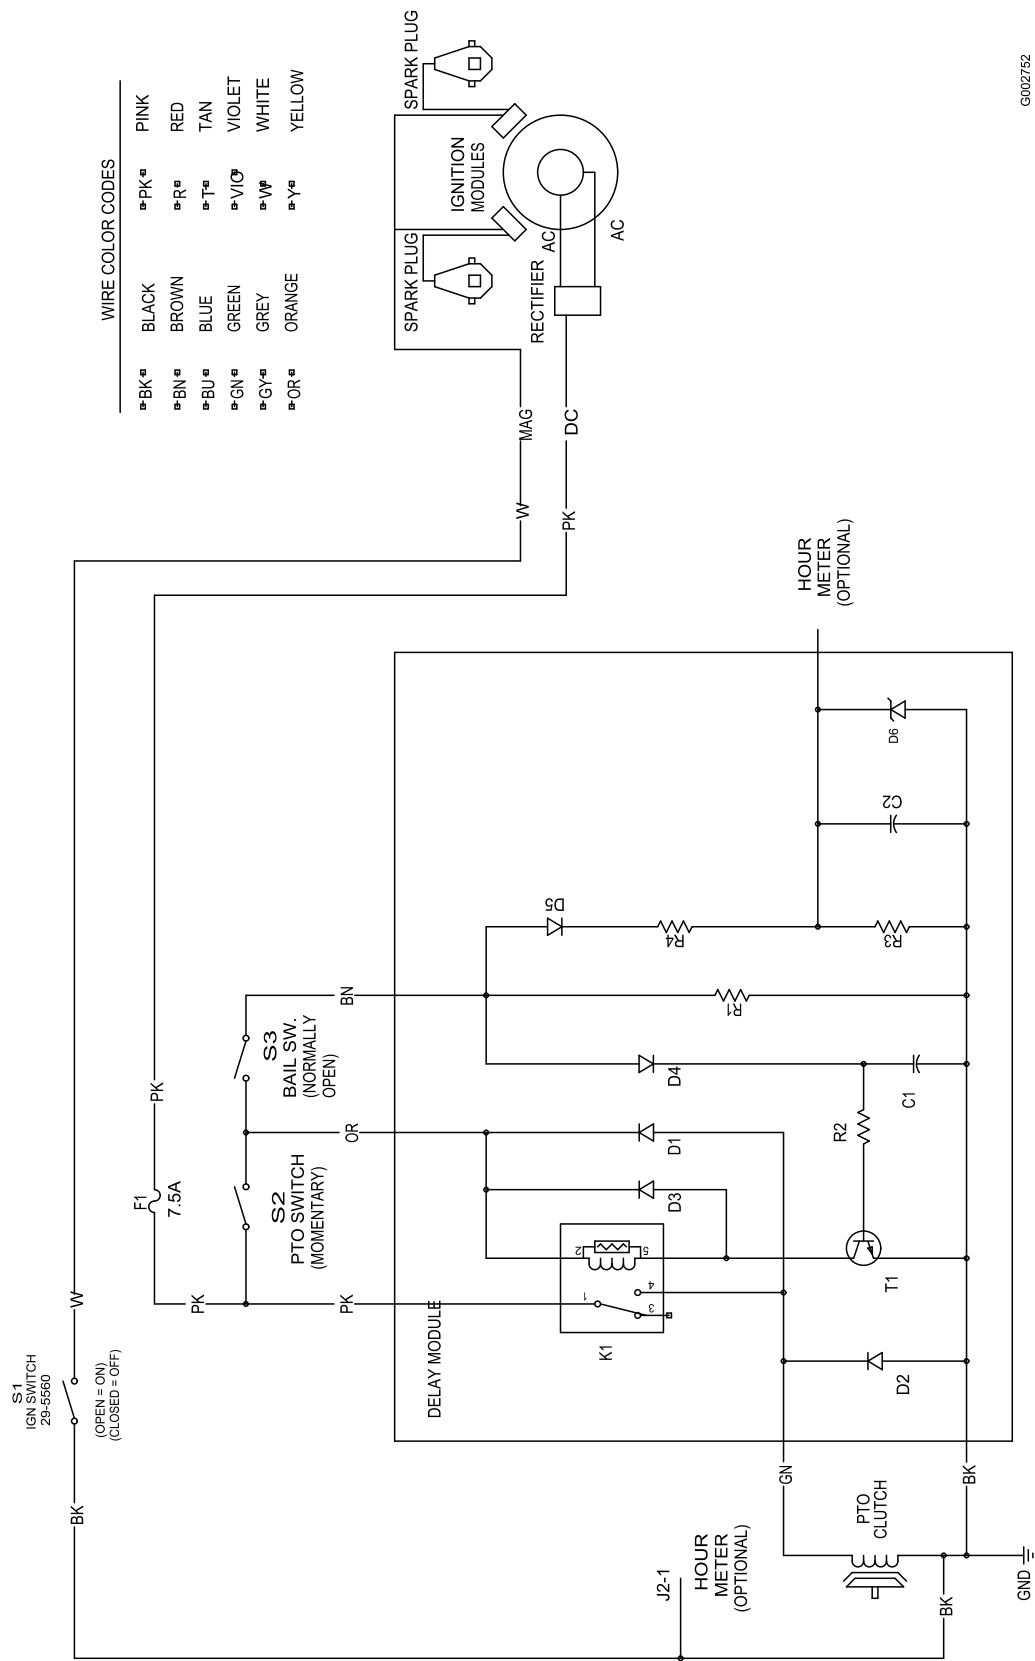 WIRE COLOR CODES
BK BLACK PK PINK
BN BROWN R RED
BU BLUE T TAN
GN GREEN VIO VIOLET
GY GREY W WHITE
OR ORANGE Y YELLOW
S1
IGN SWITCH
29-5560
(OPEN = ON)
(CLOSED = OFF)
BK
W
W
MAG
SPARK PLUG
SPARK PLUG
IGNITION
MODULES
AC
AC
RECTIFIER
DC
PK
PK
F1
7.5A
PK
PK
S2
PTO SWITCH
(MOMENTARY)
OR
S3
BAIL SW.
(NORMALLY
OPEN)
BN
DELAY MODULE
K1
1
2
3
4
5
D3
D1
D4
R1
D5
R4
R3
C2
D6
HOUR
METER
(OPTIONAL)
R2
C1
T1
D2
GN
BK
PTO
CLUTCH
J2-1
HOUR
METER
(OPTIONAL)
BK
GND
G002752